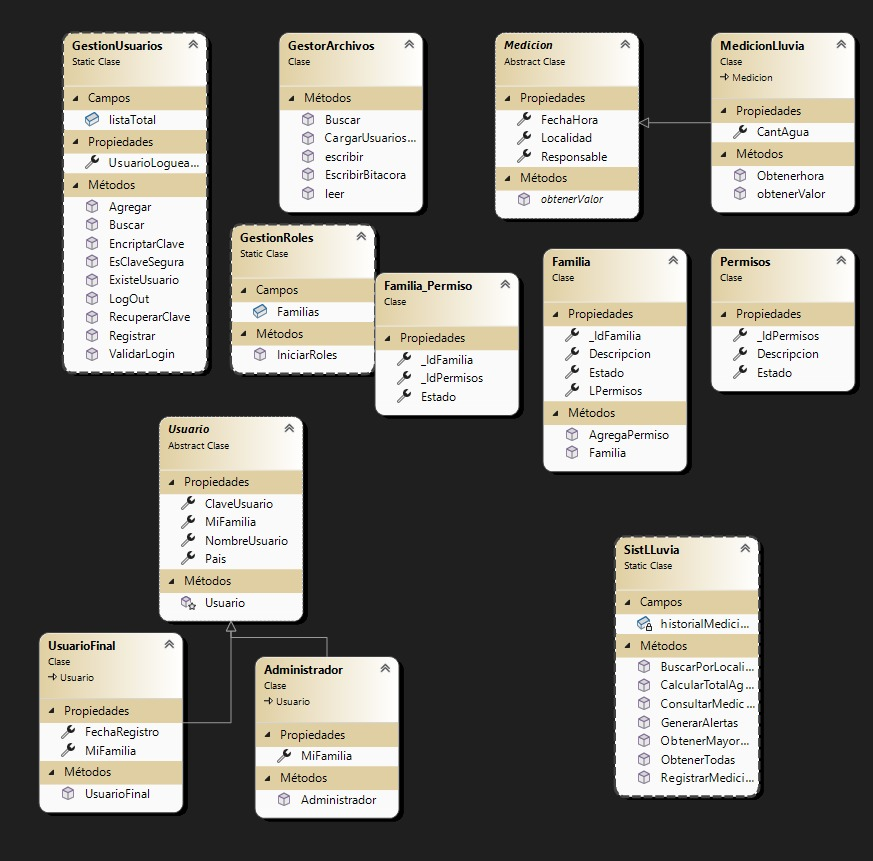 GestionUsuarios
Static Clase
Campos
listaTotal
Propiedades
UsuarioLoguea...
Métodos
Agregar
Buscar
EncriptarClave
EsClaveSegura
ExisteUsuario
LogOut
RecuperarClave
Registrar
ValidarLogin
GestorArchivos
Clase
Métodos
Buscar
CargarUsuarios...
escribir
EscribirBitacora
leer
Medicion
Abstract Clase
Propiedades
FechaHora
Localidad
Responsable
Métodos
obtenerValor
MedicionLluvia
Clase
Medicion
Propiedades
CantAgua
Métodos
Obtenerhora
obtenerValor
GestionRoles
Static Clase
Campos
Familias
Métodos
IniciarRoles
Familia_Permiso
Clase
Propiedades
_IdFamilia
_IdPermisos
Estado
Familia
Clase
Propiedades
_IdFamilia
Descripcion
Estado
LPermisos
Métodos
AgregaPermiso
Familia
Permisos
Clase
Propiedades
_IdPermisos
Descripcion
Estado
Usuario
Abstract Clase
Propiedades
ClaveUsuario
MiFamilia
NombreUsuario
Pais
Métodos
Usuario
UsuarioFinal
Clase
Usuario
Propiedades
FechaRegistro
MiFamilia
Métodos
UsuarioFinal
Administrador
Clase
Usuario
Propiedades
MiFamilia
Métodos
Administrador
SistLLuvia
Static Clase
Campos
historialMedici...
Métodos
BuscarPorLocali...
CalcularTotalAg...
ConsultarMedic...
GenerarAlertas
ObtenerMayor...
ObtenerTodas
RegistrarMedici...